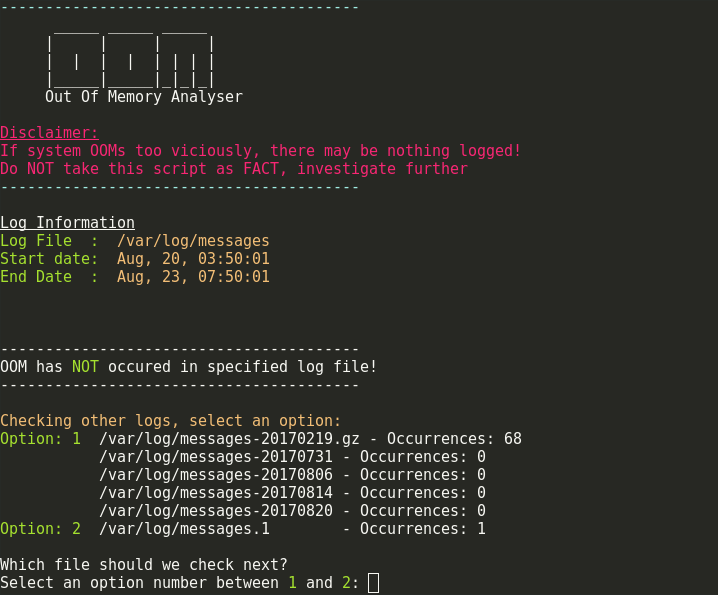 ----------------------------------------
      _____ _____ _____
     |     |     |     |
     |  |  |  |  | | | |
     |_____|_____|_|_|_|
     Out Of Memory Analyser
Disclaimer:
If system OOMs too viciously, there may be nothing logged!
Do NOT take this script as FACT, investigate further
----------------------------------------
Log Information
Log File  :  /var/log/messages
Start date:  Aug, 20, 03:50:01
End Date  :  Aug, 23, 07:50:01
----------------------------------------
OOM has NOT occured in specified log file!
----------------------------------------
Checking other logs, select an option:
Option: 1  /var/log/messages-20170219.gz - Occurrences: 68
           /var/log/messages-20170731 - Occurrences: 0
           /var/log/messages-20170806 - Occurrences: 0
           /var/log/messages-20170814 - Occurrences: 0
           /var/log/messages-20170820 - Occurrences: 0
Option: 2  /var/log/messages.1        - Occurrences: 1
Which file should we check next?
Select an option number between 1 and 2: